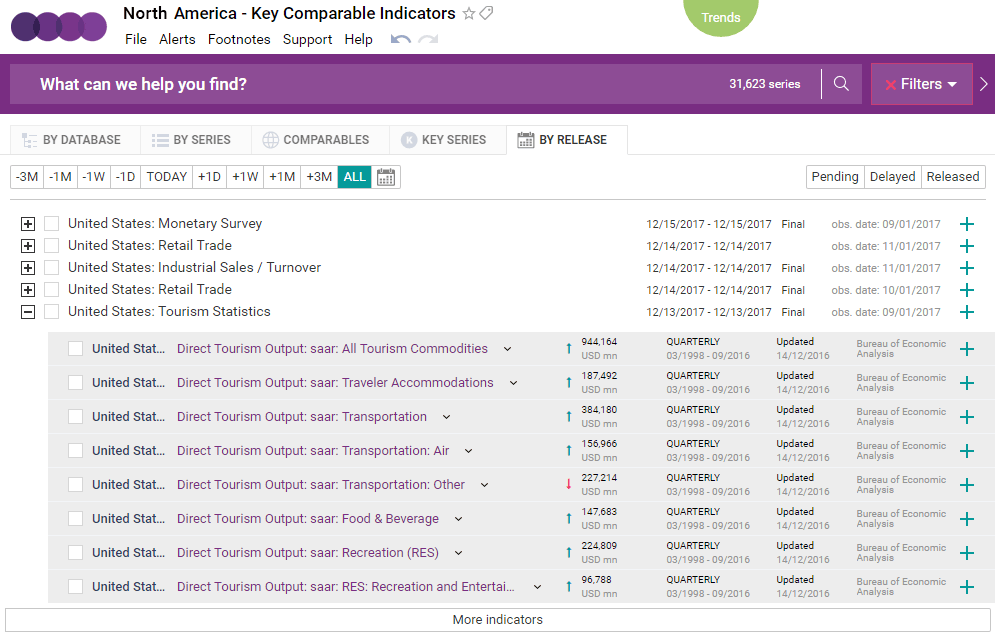 North America - Key Comparable Indicators
Trends
File Alerts Footnotes Support Help
What can we help you find? 31,623 series Filters
BY DATABASE BY SERIES COMPARABLES K KEY SERIES BY RELEASE
-3M -1M -1W -1D TODAY +1D +1W +1M +3M ALL Pending Delayed Released
United States: Monetary Survey 12/15/2017 - 12/15/2017 Final obs. date: 09/01/2017
United States: Retail Trade 12/14/2017 - 12/14/2017 obs. date: 11/01/2017
United States: Industrial Sales / Turnover 12/14/2017 - 12/14/2017 Final obs. date: 11/01/2017
United States: Retail Trade 12/14/2017 - 12/14/2017 Final obs. date: 10/01/2017
United States: Tourism Statistics 12/13/2017 - 12/13/2017 Final obs. date: 09/01/2017
United Stat... Direct Tourism Output: saar: All Tourism Commodities 944,164 QUARTERLY Updated Bureau of Economic
USD mn 03/1998 - 09/2016 14/12/2016 Analysis
United Stat... Direct Tourism Output: saar: Traveler Accommodations 187,492 QUARTERLY Updated Bureau of Economic
USD mn 03/1998 - 09/2016 14/12/2016 Analysis
United Stat... Direct Tourism Output: saar: Transportation 384,180 QUARTERLY Updated Bureau of Economic
USD mn 03/1998 - 09/2016 14/12/2016 Analysis
United Stat... Direct Tourism Output: saar: Transportation: Air 156,966 QUARTERLY Updated Bureau of Economic
USD mn 03/1998 - 09/2016 14/12/2016 Analysis
United Stat... Direct Tourism Output: saar: Transportation: Other 227,214 QUARTERLY Updated Bureau of Economic
USD mn 03/1998 - 09/2016 14/12/2016 Analysis
United Stat... Direct Tourism Output: saar: Food & Beverage 147,683 QUARTERLY Updated Bureau of Economic
USD mn 03/1998 - 09/2016 14/12/2016 Analysis
United Stat... Direct Tourism Output: saar: Recreation (RES) 224,809 QUARTERLY Updated Bureau of Economic
USD mn 03/1998 - 09/2016 14/12/2016 Analysis
United Stat... Direct Tourism Output: saar: RES: Recreation and Entertai... 96,788 QUARTERLY Updated Bureau of Economic
USD mn 03/1998 - 09/2016 14/12/2016 Analysis
More indicators